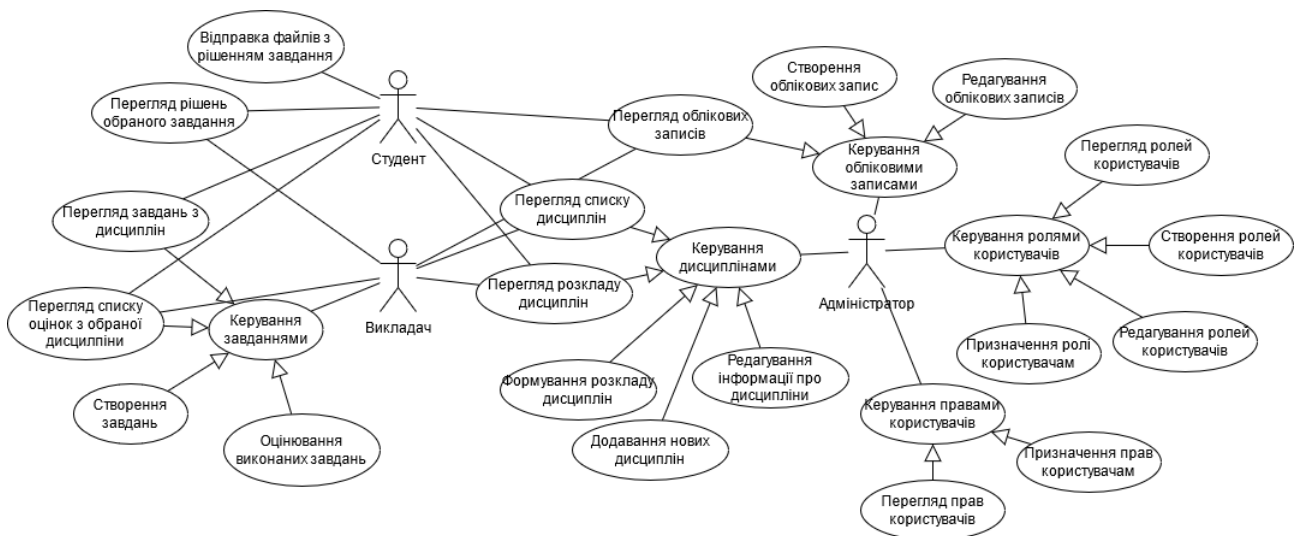 Відправка файлів з
рішенням завдання
Перегляд рішень
обраного завдання
Студент
Перегляд завдань з
дисциплін
Перегляд списку
оцінок з обраної
дисципліни
Керування
завданнями
Викладач
Створення
завдань
Оцінювання
виконаних завдань
Перегляд облікових
записів
Перегляд списку
дисциплін
Перегляд розкладу
дисциплін
Керування
дисциплінами
Формування розкладу
дисциплін
Додавання нових
дисциплін
Редагування
інформації про
дисципліни
Створення
облікових запис
Редагування
облікових записів
Керування
обліковими
записами
Адміністратор
Перегляд ролей
користувачів
Керування ролями
користувачів
Створення ролей
користувачів
Призначення ролі
користувачам
Редагування ролей
користувачів
Керування правами
користувачів
Призначення прав
користувачам
Перегляд прав
користувачів